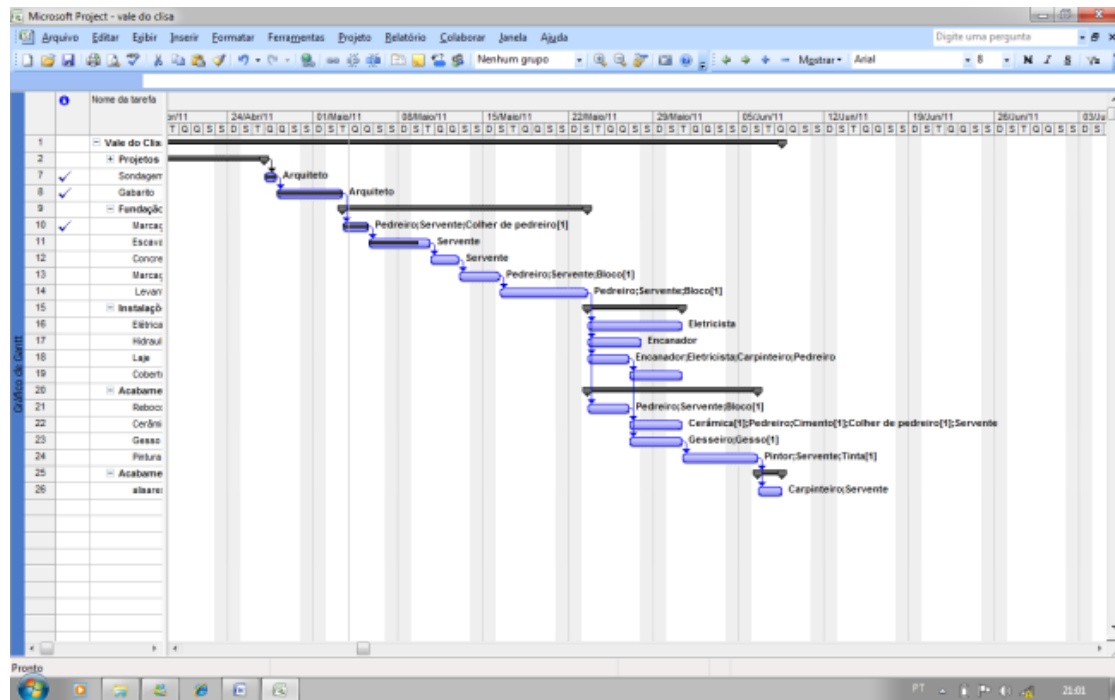 Microsoft Project - vale do clisa
Arquivo Editar Exibir Inserir Formatar Ferramentas Projeto Relatório Colaborar Janela Ajuda Digite uma pergunta
Nenhum grupo Mostrar Arial 8 N I S
Nome da tarefa
24/Abr/11 01/Maio/11 08/Maio/11 15/Maio/11 22/Maio/11 29/Maio/11 05/Jun/11 12/Jun/11 19/Jun/11 26/Jun/11 03/Ju
T Q Q S S D S T Q Q S S D S T Q Q S S D S T Q Q S S D S T Q Q S S D S T Q Q S S D S T Q Q S S D S T Q Q S S D S T Q Q S S D S T Q Q S S D S T Q Q S S D S
1 Vale do Clis
2 Projetos
7 Sondagem Arquiteto
8 Gabarito Arquiteto
9 Fundação
10 Marcaç Pedreiro;Servente;Colher de pedreiro[1]
11 Escava Servente
12 Concre Servente
13 Marcaç Pedreiro;Servente;Bloco[1]
14 Levan Pedreiro;Servente;Bloco[1]
15 Instalaçõ
16 Elétrica Eletricista
17 Hidraul Encanador
18 Laje Encanador;Eletricista;Carpinteiro;Pedreiro
19 Cobert
20 Acabame
21 Reboco Pedreiro;Servente;Bloco[1]
22 Cerâmi Cerámica[1];Pedreiro;Cimento[1];Colher de pedreiro[1];Servente
23 Gesso Gesseiro;Gesso[1]
24 Pintura Pintor;Servente;Tinta[1]
25 Acabame
26 Carpinteiro;Servente
Gráfico de Gantt
Pronto
PT 21:01